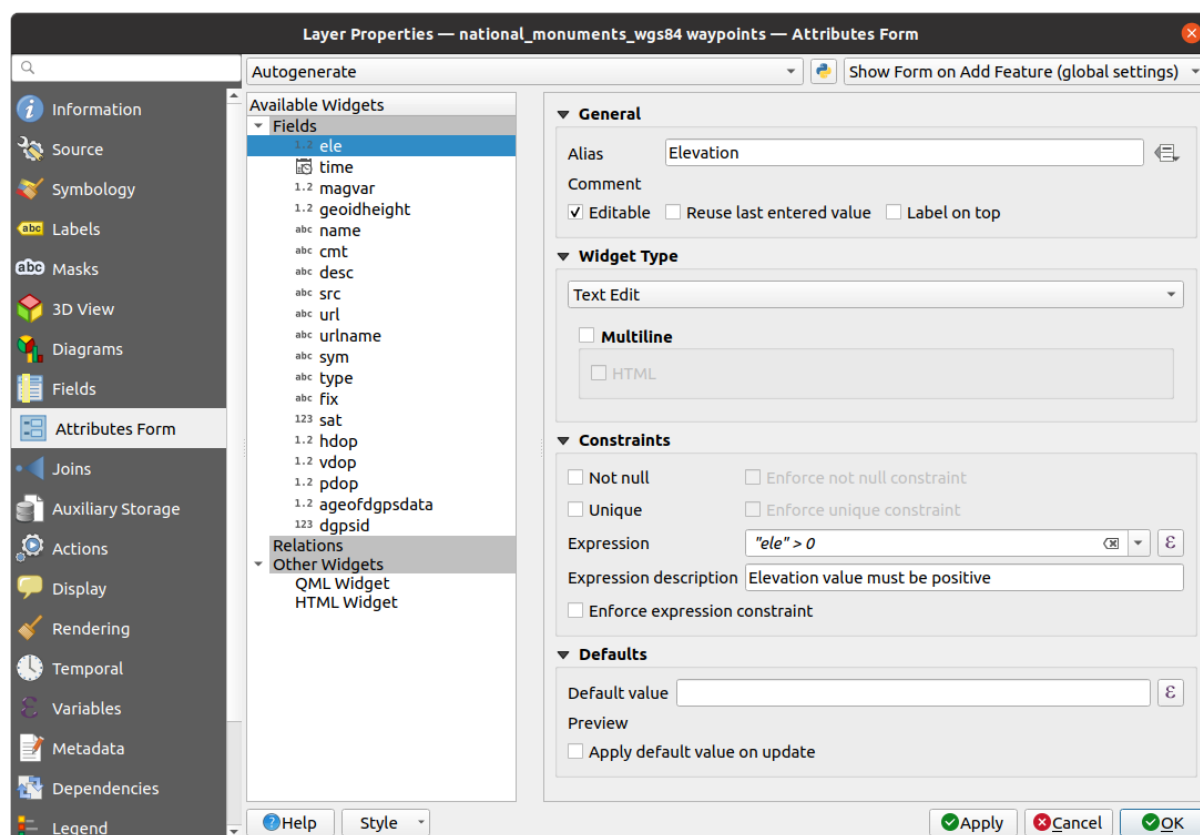 Layer Properties — national_monuments_wgs84 waypoints — Attributes Form
Autogenerate
Show Form on Add Feature (global settings)
Information
Source
Symbology
abc Labels
abc Masks
3D View
Diagrams
Fields
Attributes Form
Joins
Auxiliary Storage
Actions
Display
Rendering
Temporal
ε Variables
Metadata
Dependencies
Legend
Available Widgets
Fields
1.2 ele
time
1.2 magvar
1.2 geoidheight
abc name
abc cmt
abc desc
abc src
abc url
abc urlname
abc sym
abc type
abc fix
123 sat
1.2 hdop
1.2 vdop
1.2 pdop
1.2 ageofdgpsdata
123 dgpsid
Relations
Other Widgets
QML Widget
HTML Widget
General
Alias Elevation
Comment
Editable Reuse last entered value Label on top
Widget Type
Text Edit
Multiline
HTML
Constraints
Not null Enforce not null constraint
Unique Enforce unique constraint
Expression "ele" > 0 ε
Expression description Elevation value must be positive
Enforce expression constraint
Defaults
Default value ε
Preview
Apply default value on update
Help Style Apply Cancel OK